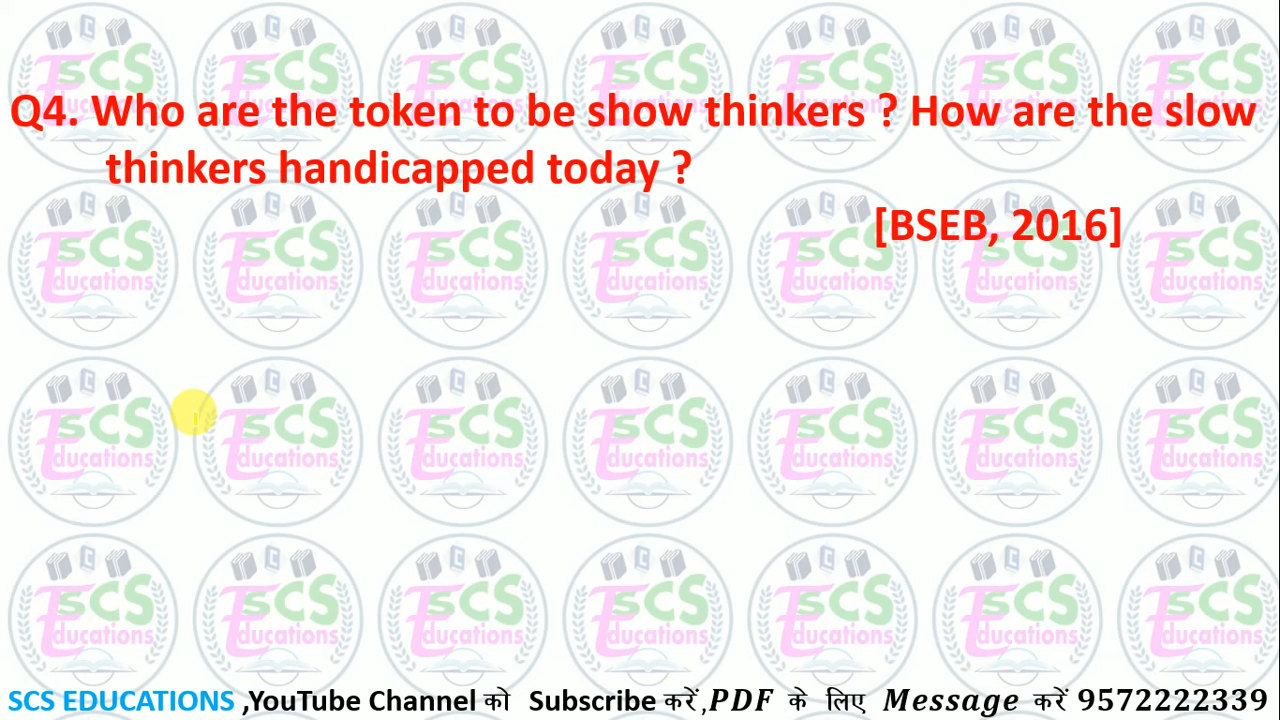 Q4. Who are the token to be show thinkers ? How are the slow
thinkers handicapped today ?
[BSEB, 2016]
SCS EDUCATIONS ,YouTube Channel को Subscribe करें,PDF के लिए Message करें 9572222339